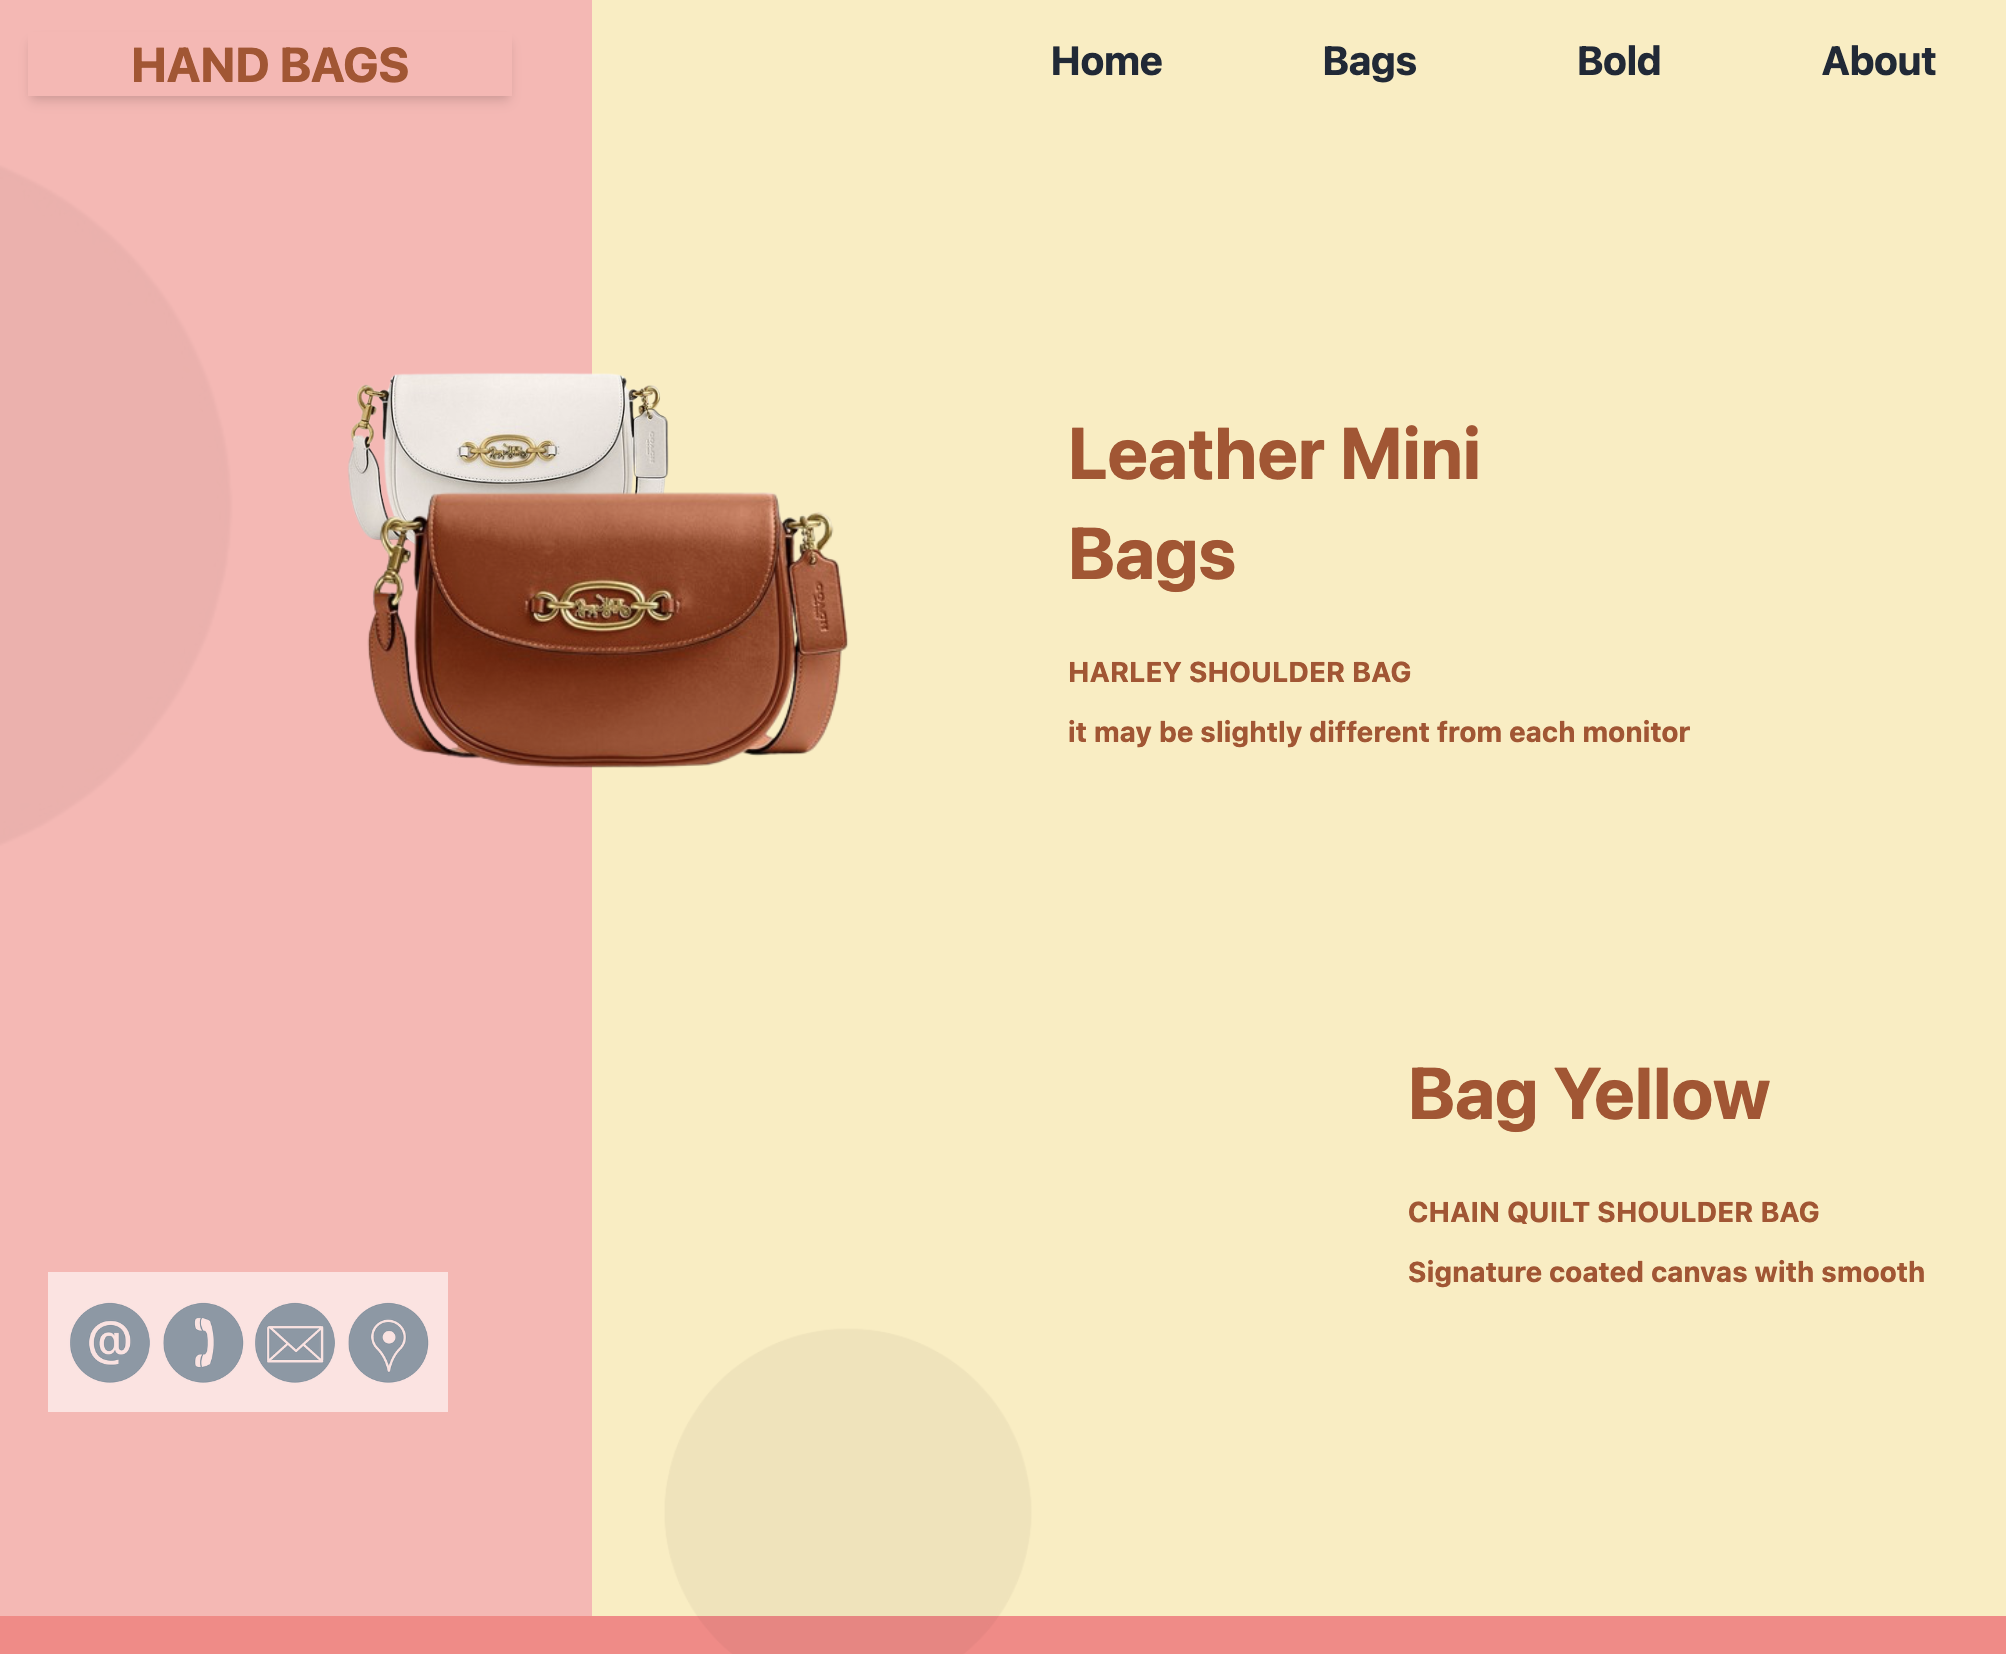 HAND BAGS
Home Bags Bold About
Leather Mini
Bags
HARLEY SHOULDER BAG
it may be slightly different from each monitor
Bag Yellow
CHAIN QUILT SHOULDER BAG
Signature coated canvas with smooth
@